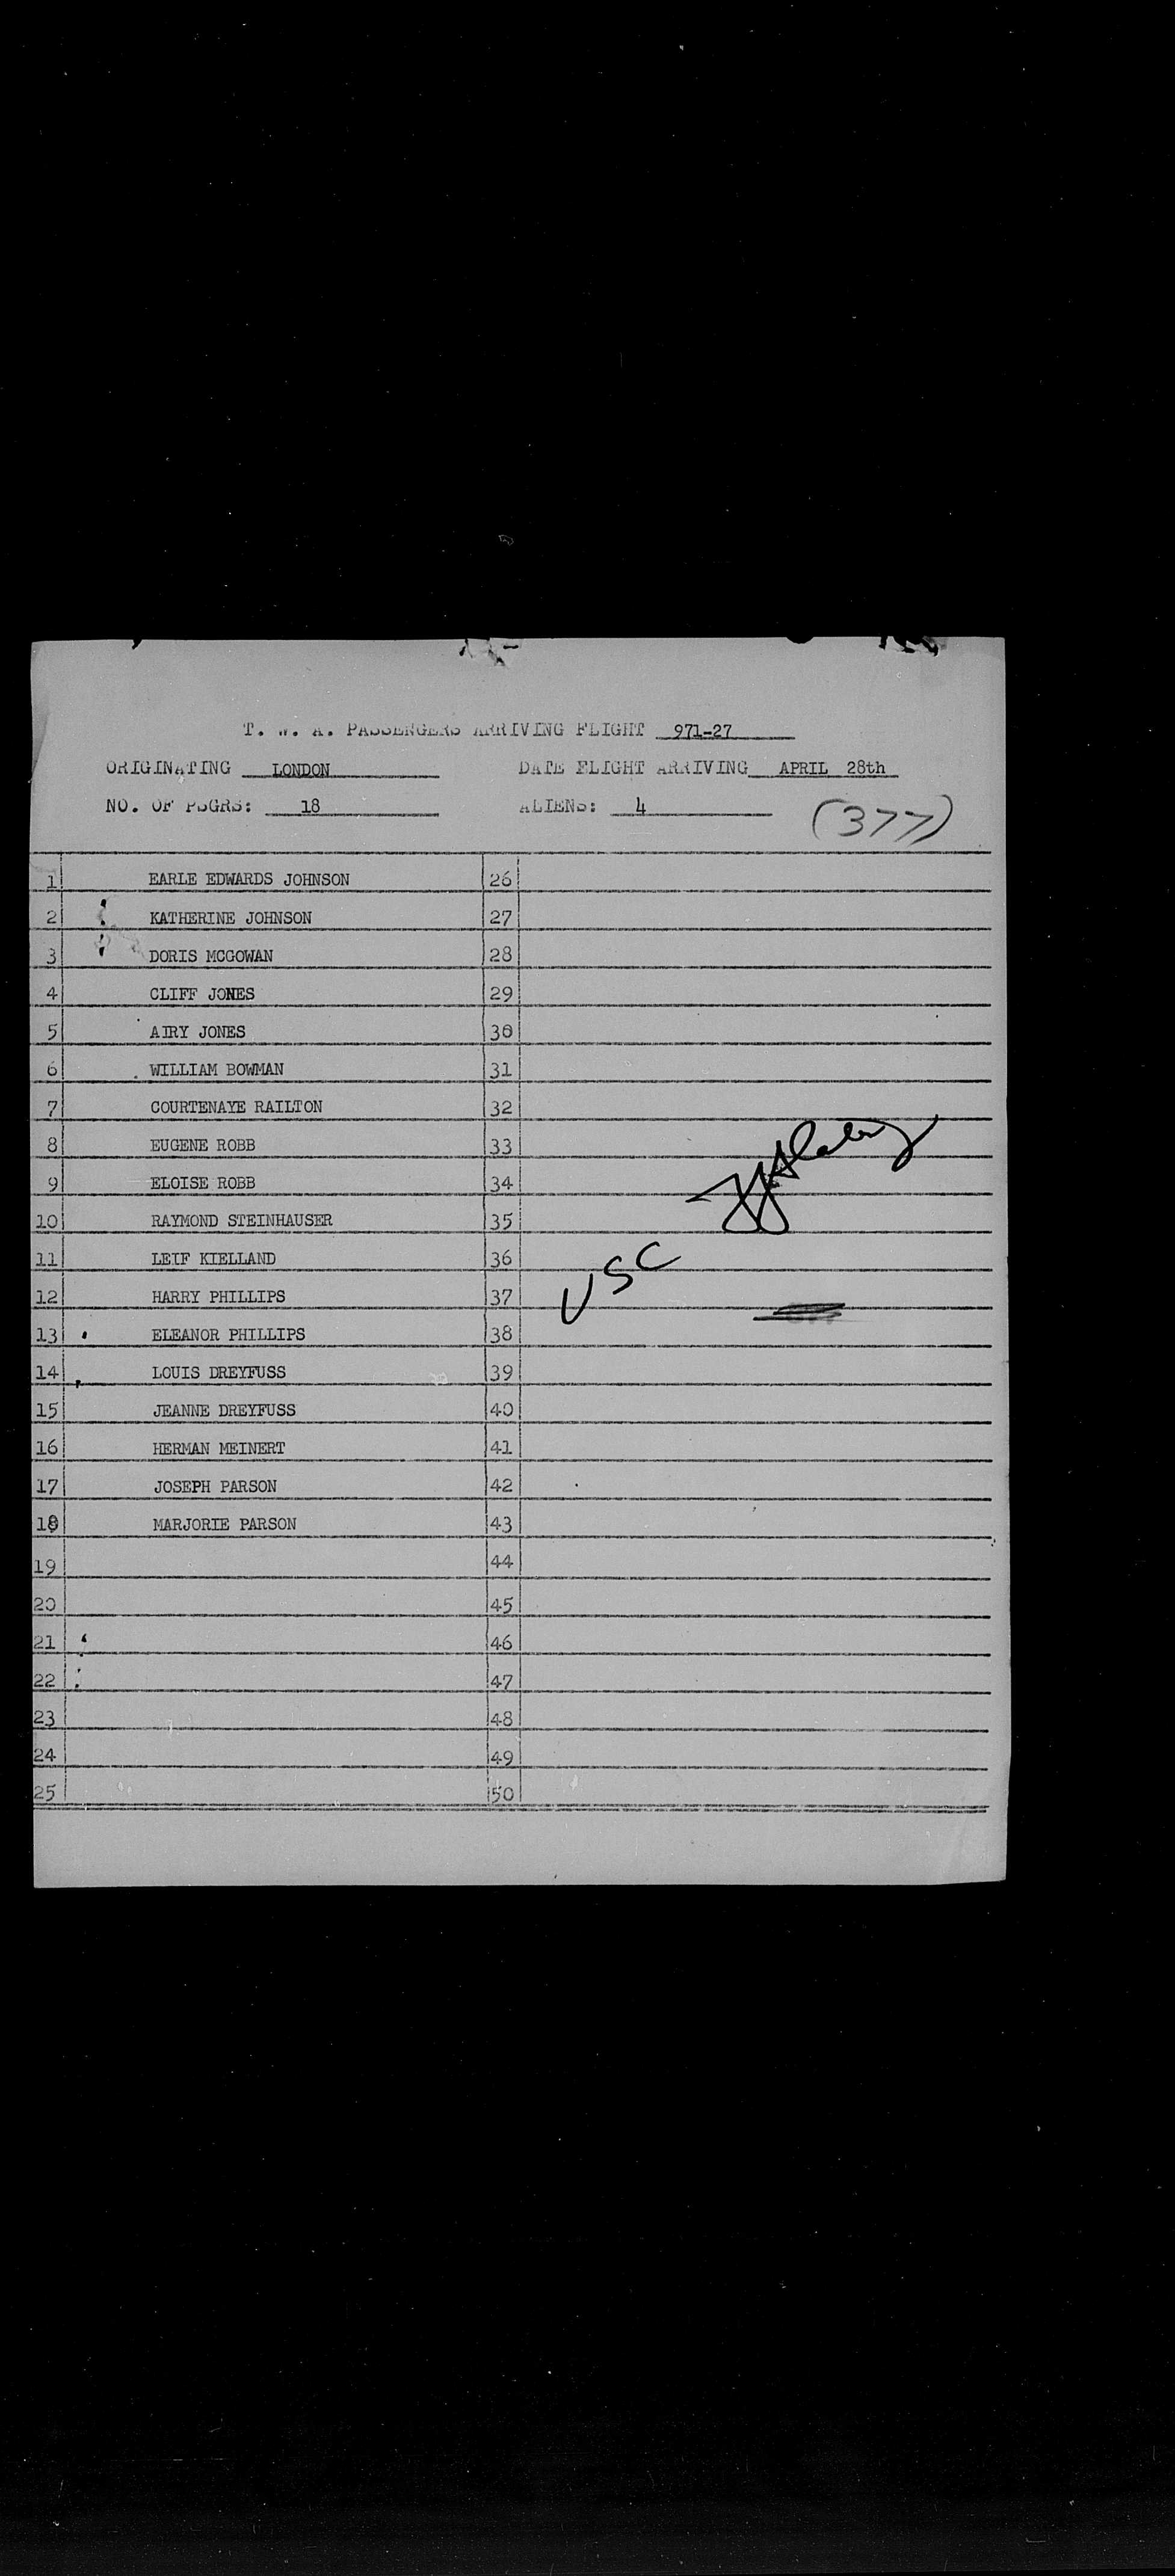 T. W. A. PASSENGERS ARRIVING FLIGHT 971-27
ORIGINATING LONDON DATE FLIGHT ARRIVING APRIL 28th
NO. OF PSGRS: 18 ALIENS: 4 (377)
1 EARLE EDWARDS JOHNSON 26
2 KATHERINE JOHNSON 27
3 DORIS MCGOWAN 28
4 CLIFF JONES 29
5 AIRY JONES 30
6 WILLIAM BOWMAN 31
7 COURTENAYE RAILTON 32
8 EUGENE ROBB 33
9 ELOISE ROBB 34
10 RAYMOND STEINHAUSER 35
11 LEIF KIELLAND 36 USC
12 HARRY PHILLIPS 37
13 ELEANOR PHILLIPS 38
14 LOUIS DREYFUSS 39
15 JEANNE DREYFUSS 40
16 HERMAN MEINERT 41
17 JOSEPH PARSON 42
18 MARJORIE PARSON 43
19 44
20 45
21 46
22 47
23 48
24 49
25 50